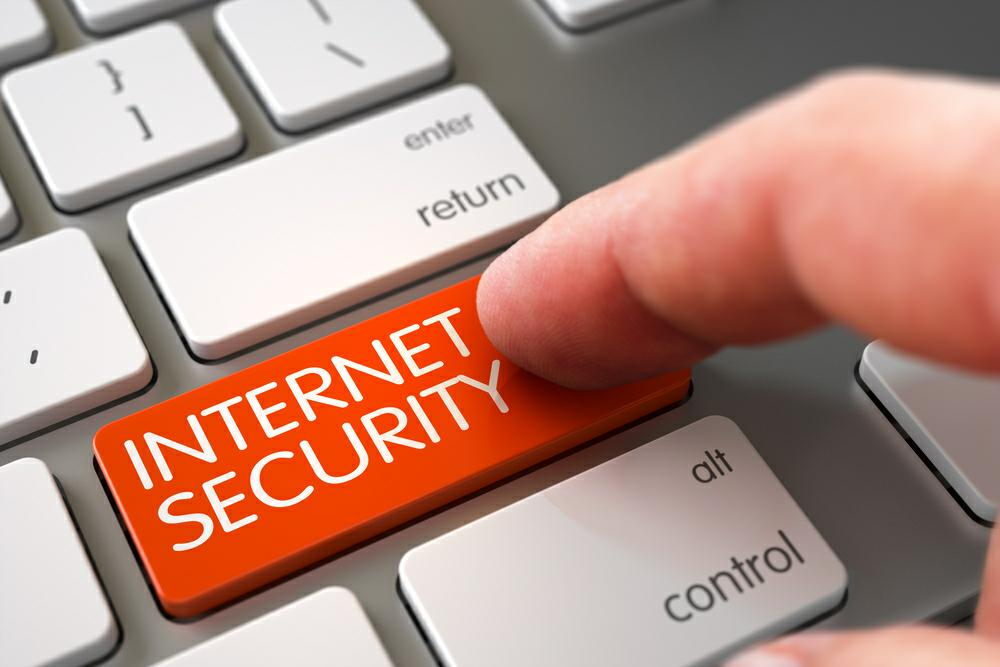 }
]
|
\
enter
return
"
'
INTERNET
SECURITY
alt
control